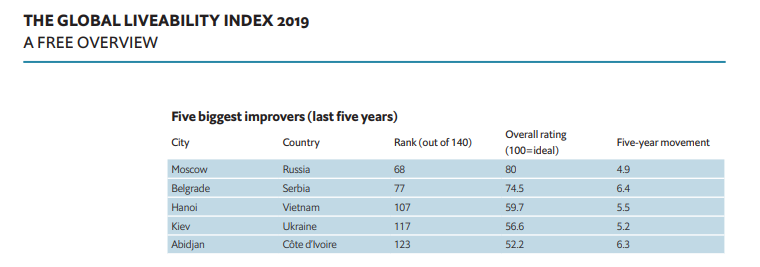 THE GLOBAL LIVEABILITY INDEX 2019
A FREE OVERVIEW
Five biggest improvers (last five years)
City Country Rank (out of 140) Overall rating (100=ideal) Five-year movement
Moscow Russia 68 80 4.9
Belgrade Serbia 77 74.5 6.4
Hanoi Vietnam 107 59.7 5.5
Kiev Ukraine 117 56.6 5.2
Abidjan Côte d'Ivoire 123 52.2 6.3